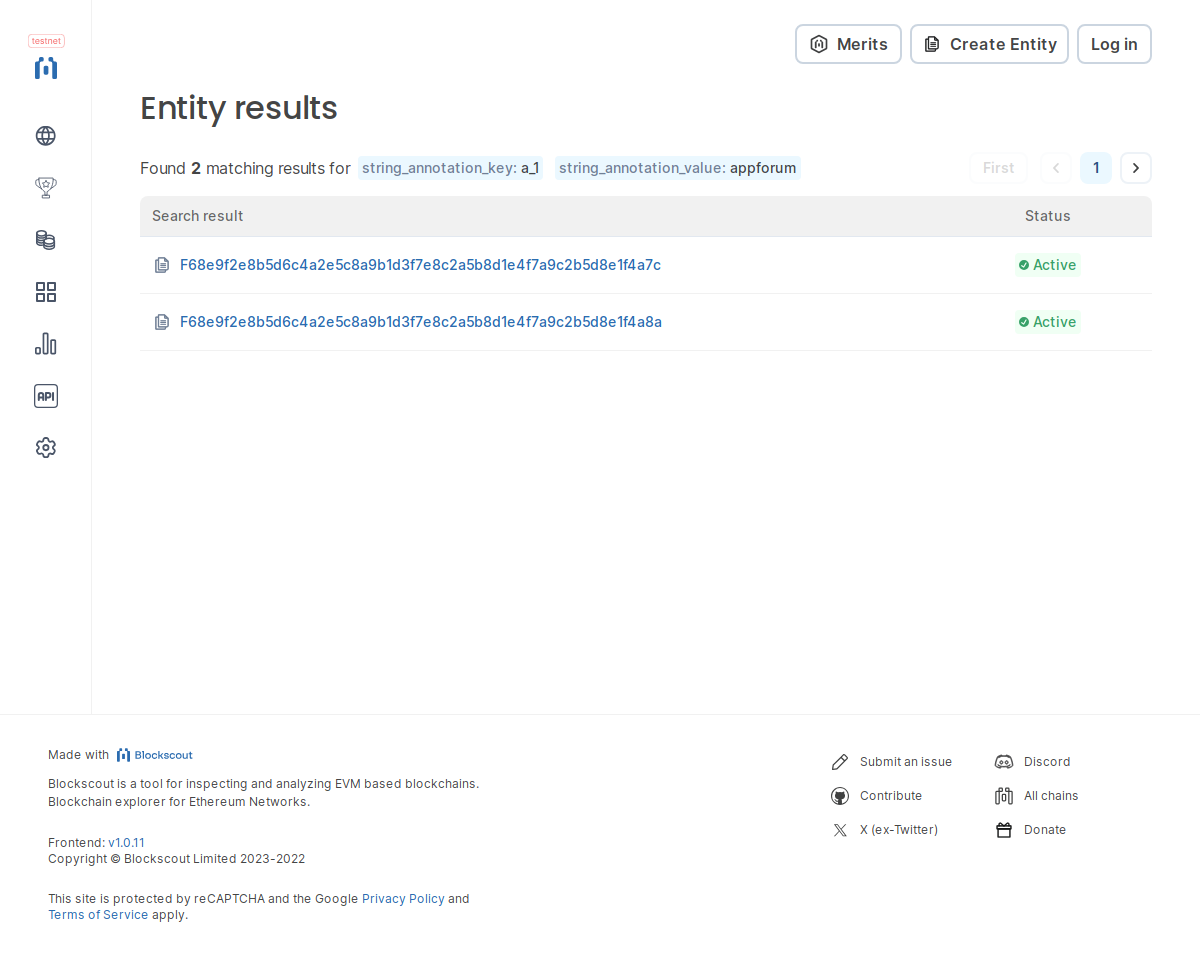 testnet
Merits
Create Entity
Log in
Entity results
Found 2 matching results for string_annotation_key: a_1 string_annotation_value: appforum
First
1
Search result Status
F68e9f2e8b5d6c4a2e5c8a9b1d3f7e8c2a5b8d1e4f7a9c2b5d8e1f4a7c Active
F68e9f2e8b5d6c4a2e5c8a9b1d3f7e8c2a5b8d1e4f7a9c2b5d8e1f4a8a Active
API
Made with Blockscout
Blockscout is a tool for inspecting and analyzing EVM based blockchains.
Blockchain explorer for Ethereum Networks.
Frontend: v1.0.11
Copyright © Blockscout Limited 2023-2022
This site is protected by reCAPTCHA and the Google Privacy Policy and
Terms of Service apply.
Submit an issue
Discord
Contribute
All chains
X (ex-Twitter)
Donate